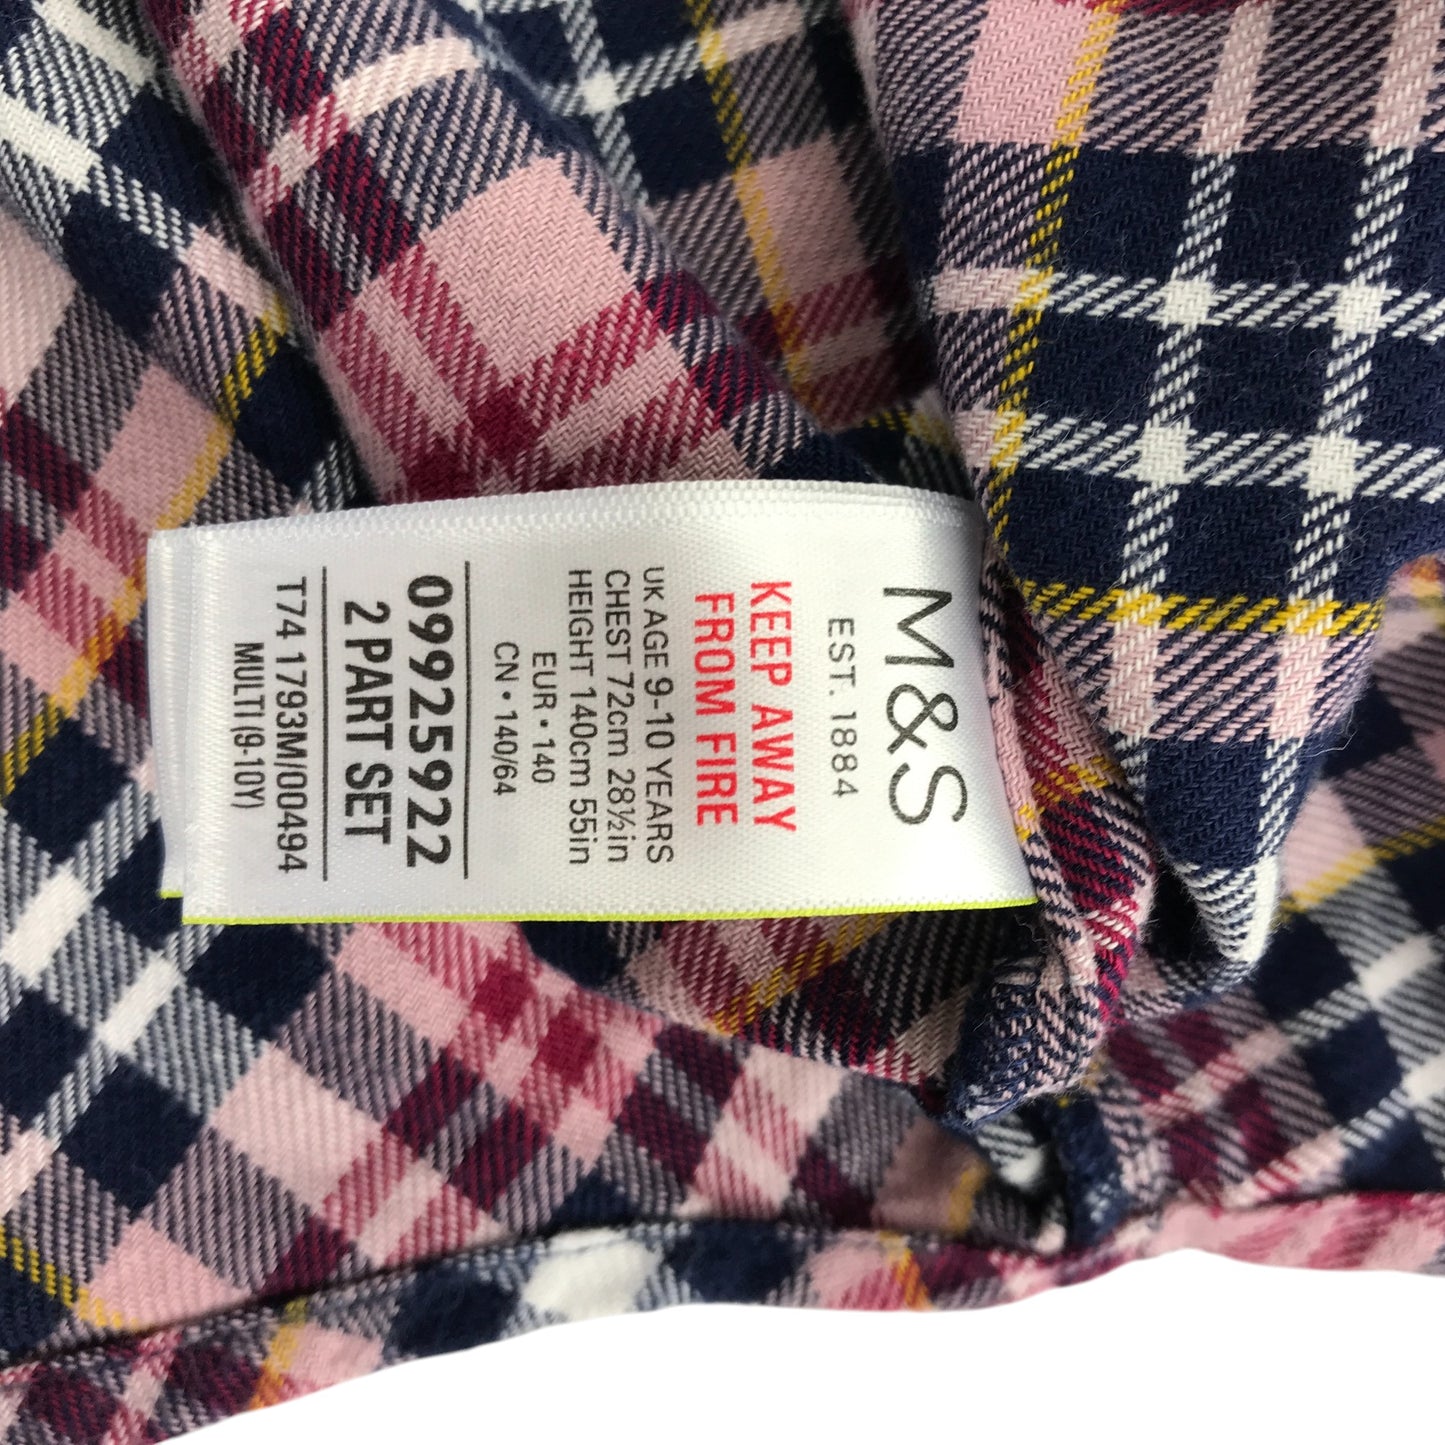 M&S
EST. 1884
KEEP AWAY
FROM FIRE
UK AGE 9-10 YEARS
CHEST 72cm 28½in
HEIGHT 140cm 55in
EUR • 140
CN • 140/64
09925922
2 PART SET
T74 1793M/00494
MULTI (9-10Y)